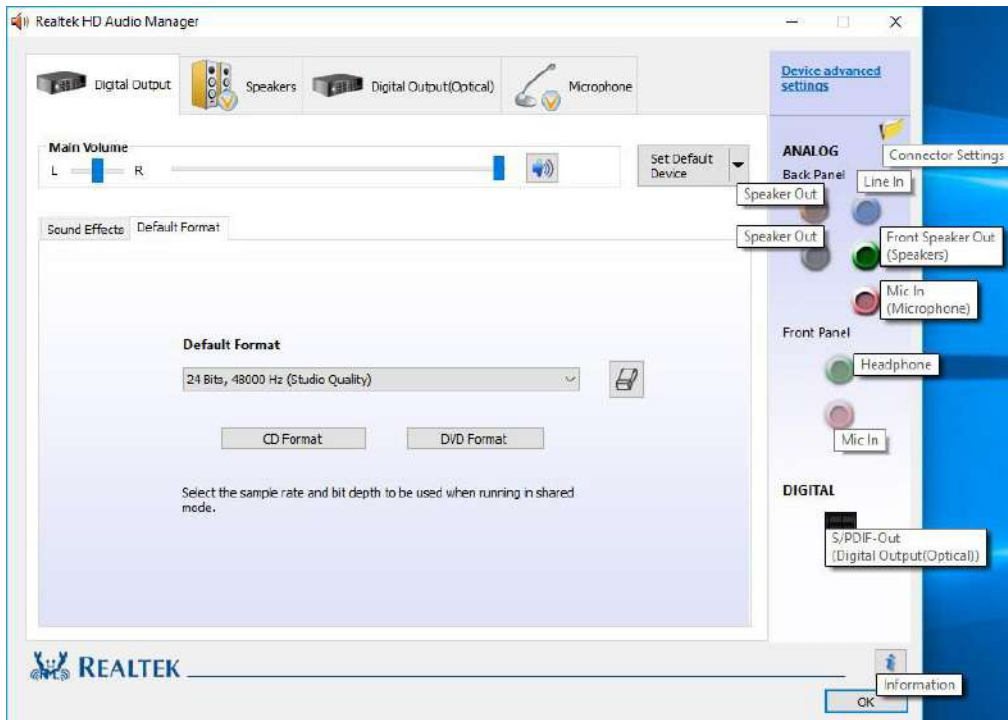 Realtek HD Audio Manager
Digital Output
Speakers
Digital Output(Optical)
Microphone
Device advanced
settings
Main Volume
L
R
Set Default
Device
ANALOG
Connector Settings
Back Panel
Line In
Speaker Out
Sound Effects
Default Format
Speaker Out
Front Speaker Out
(Speakers)
Mic In
(Microphone)
Front Panel
Default Format
24 Bits, 48000 Hz (Studio Quality)
Headphone
CD Format
DVD Format
Mic In
Select the sample rate and bit depth to be used when running in shared
mode.
DIGITAL
S/PDIF-Out
(Digital Output(Optical))
REALTEK
Information
OK